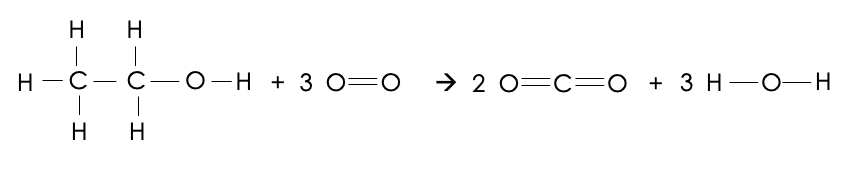 H H
H — C — C — O — H + 3 O=O → 2 O=C=O + 3 H—O—H
H H